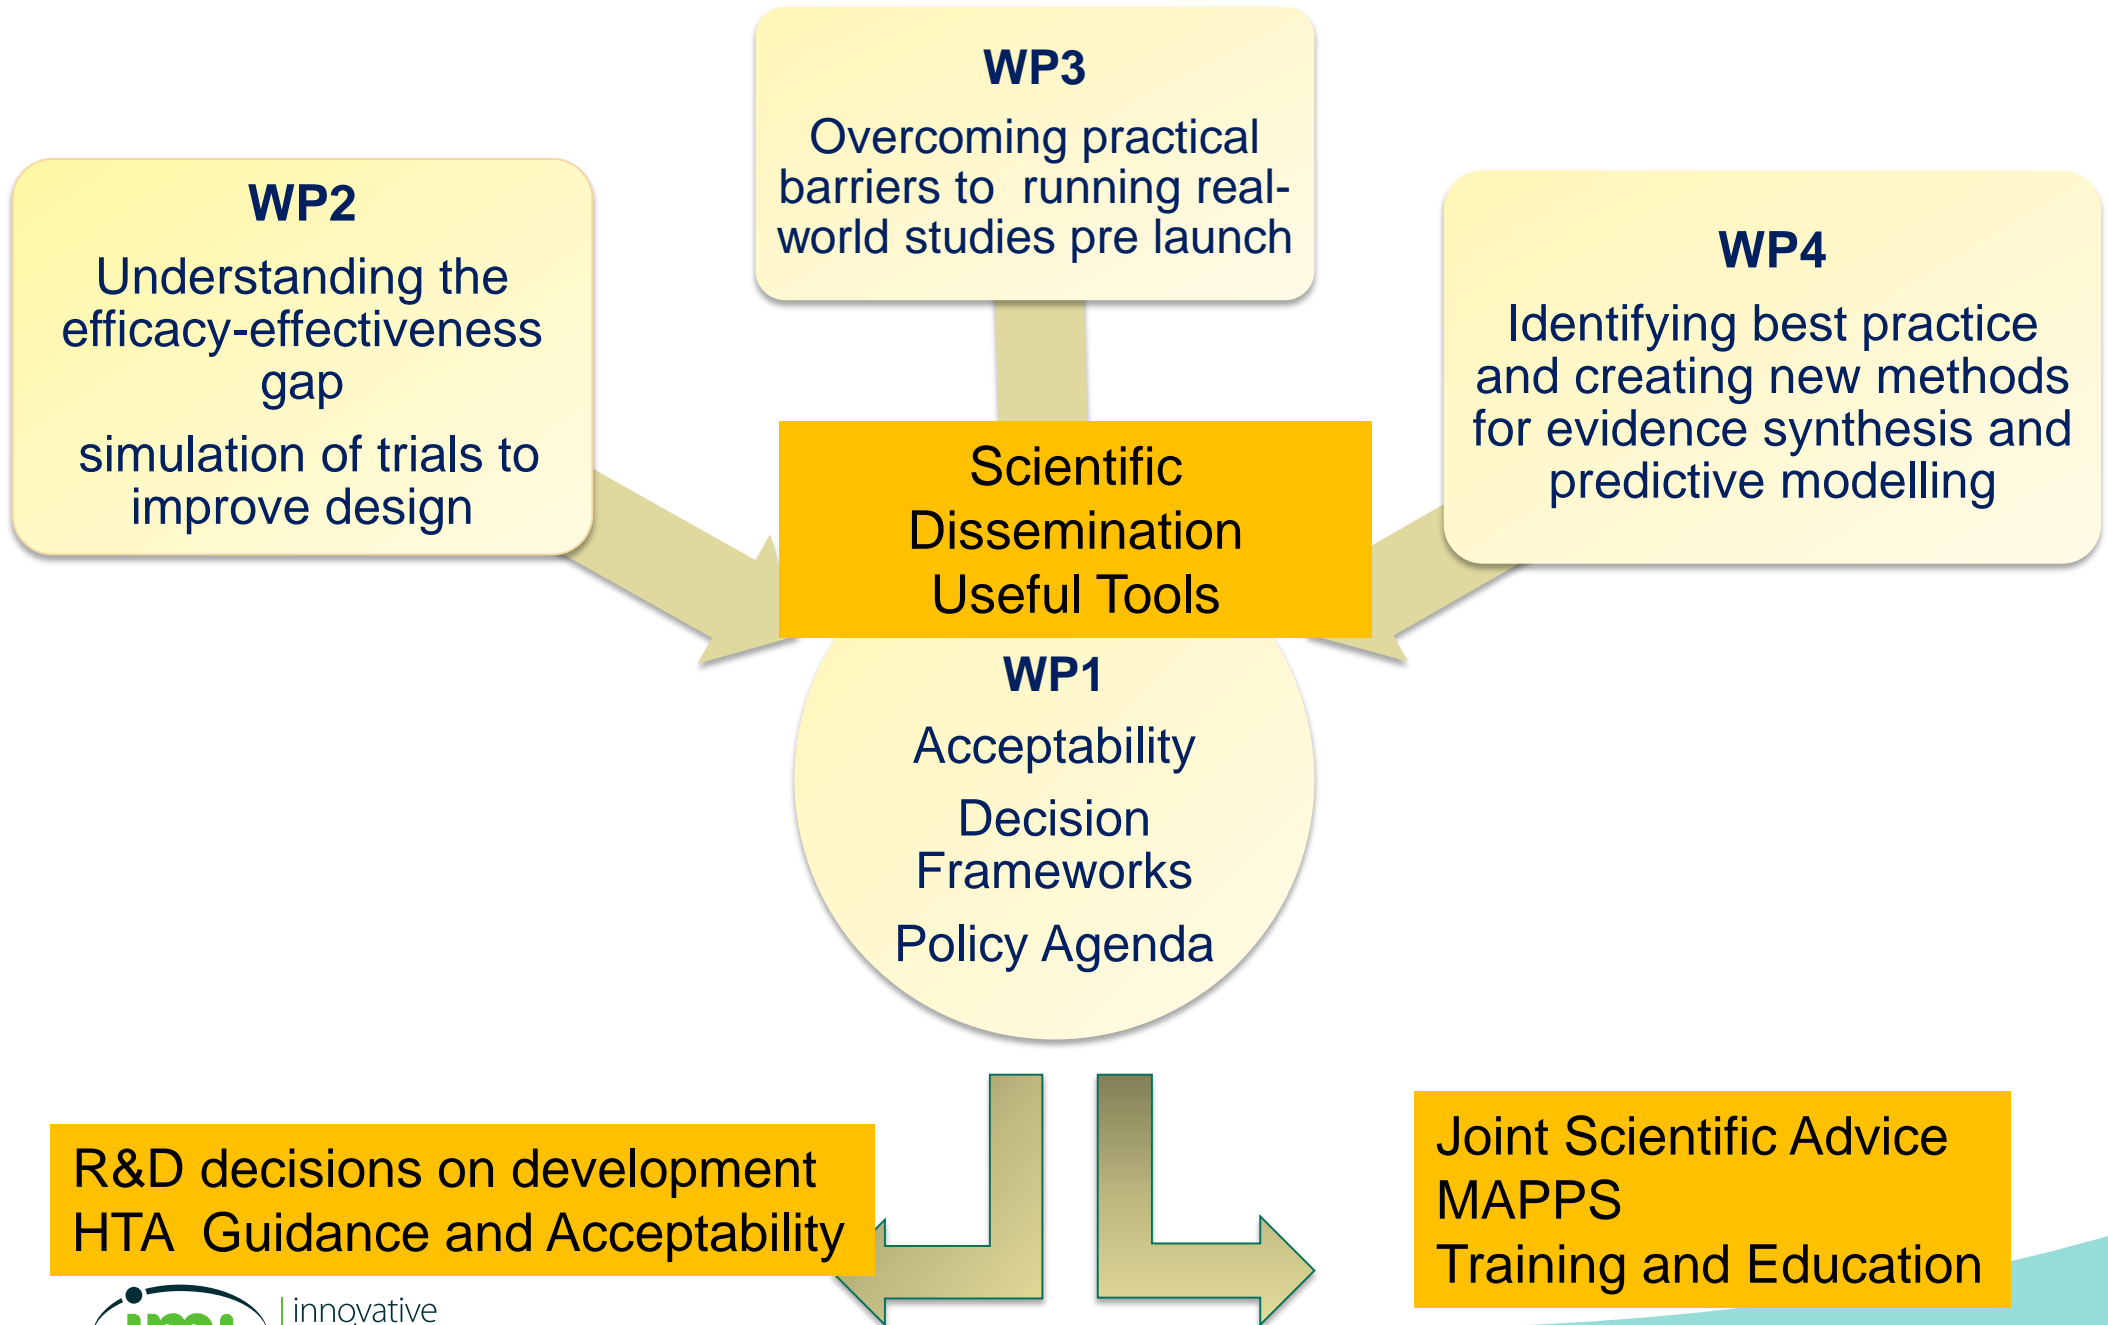 WP3
Overcoming practical
barriers to  running real-
world studies pre launch
WP2
Understanding the
efficacy-effectiveness
gap
simulation of trials to
improve design
WP4
Identifying best practice
and creating new methods
for evidence synthesis and
predictive modelling
Scientific
Dissemination
Useful Tools
WP1
Acceptability
Decision
Frameworks
Policy Agenda
R&D decisions on development
HTA  Guidance and Acceptability
Joint Scientific Advice
MAPPS
Training and Education
imi
innovative